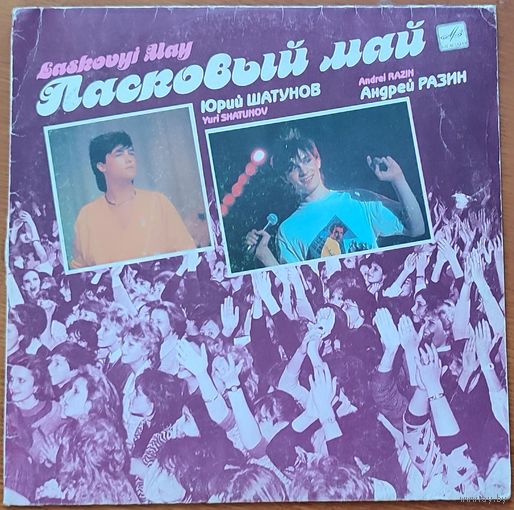 Laskovyi May
Ласковый май
Юрий ШАТУНОВ
Yuri SHATUNOV
Andrei RAZIN
Андрей РАЗИН